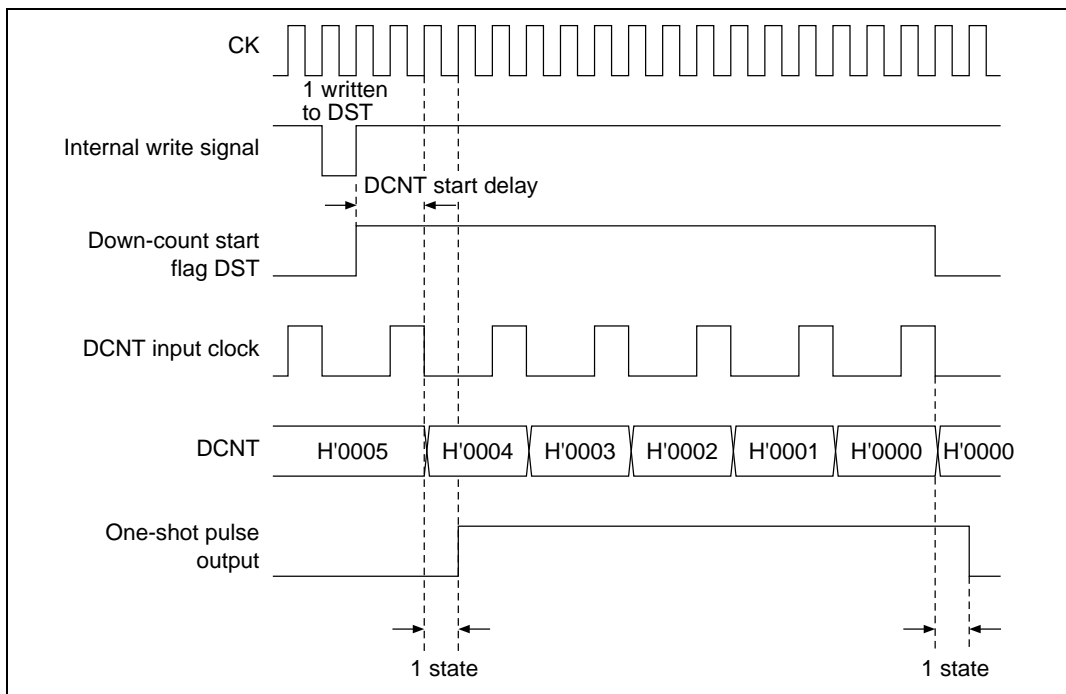 CK
1 written
to DST
Internal write signal
DCNT start delay
Down-count start
flag DST
DCNT input clock
DCNT
H'0005
H'0004
H'0003
H'0002
H'0001
H'0000
H'0000
One-shot pulse
output
1 state
1 state